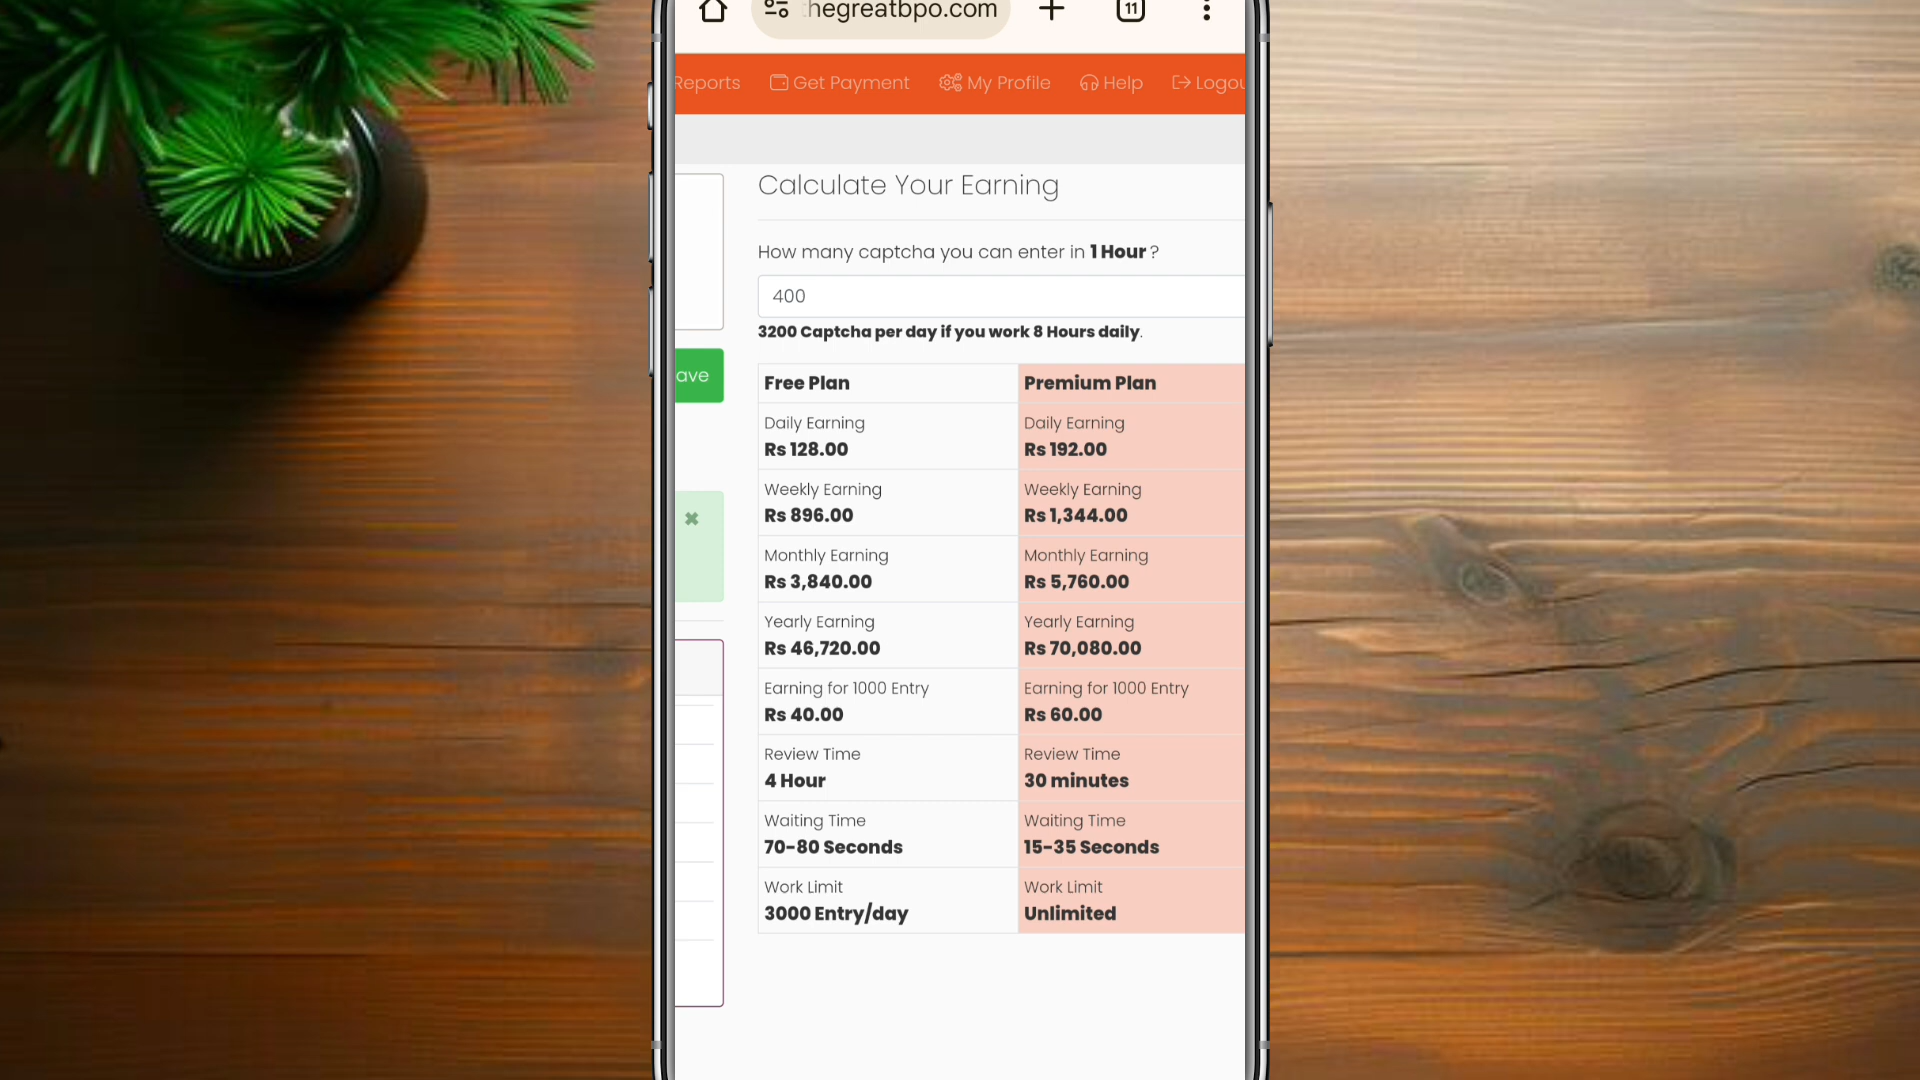 hegreatbpo.com
11
Reports
Get Payment
My Profile
Help
Logou
Calculate Your Earning
How many captcha you can enter in 1 Hour ?
400
3200 Captcha per day if you work 8 Hours daily.
ave
Free Plan
Premium Plan
Daily Earning
Rs 128.00
Daily Earning
Rs 192.00
Weekly Earning
Rs 896.00
Weekly Earning
Rs 1,344.00
Monthly Earning
Rs 3,840.00
Monthly Earning
Rs 5,760.00
Yearly Earning
Rs 46,720.00
Yearly Earning
Rs 70,080.00
Earning for 1000 Entry
Rs 40.00
Earning for 1000 Entry
Rs 60.00
Review Time
4 Hour
Review Time
30 minutes
Waiting Time
70-80 Seconds
Waiting Time
15-35 Seconds
Work Limit
3000 Entry/day
Work Limit
Unlimited